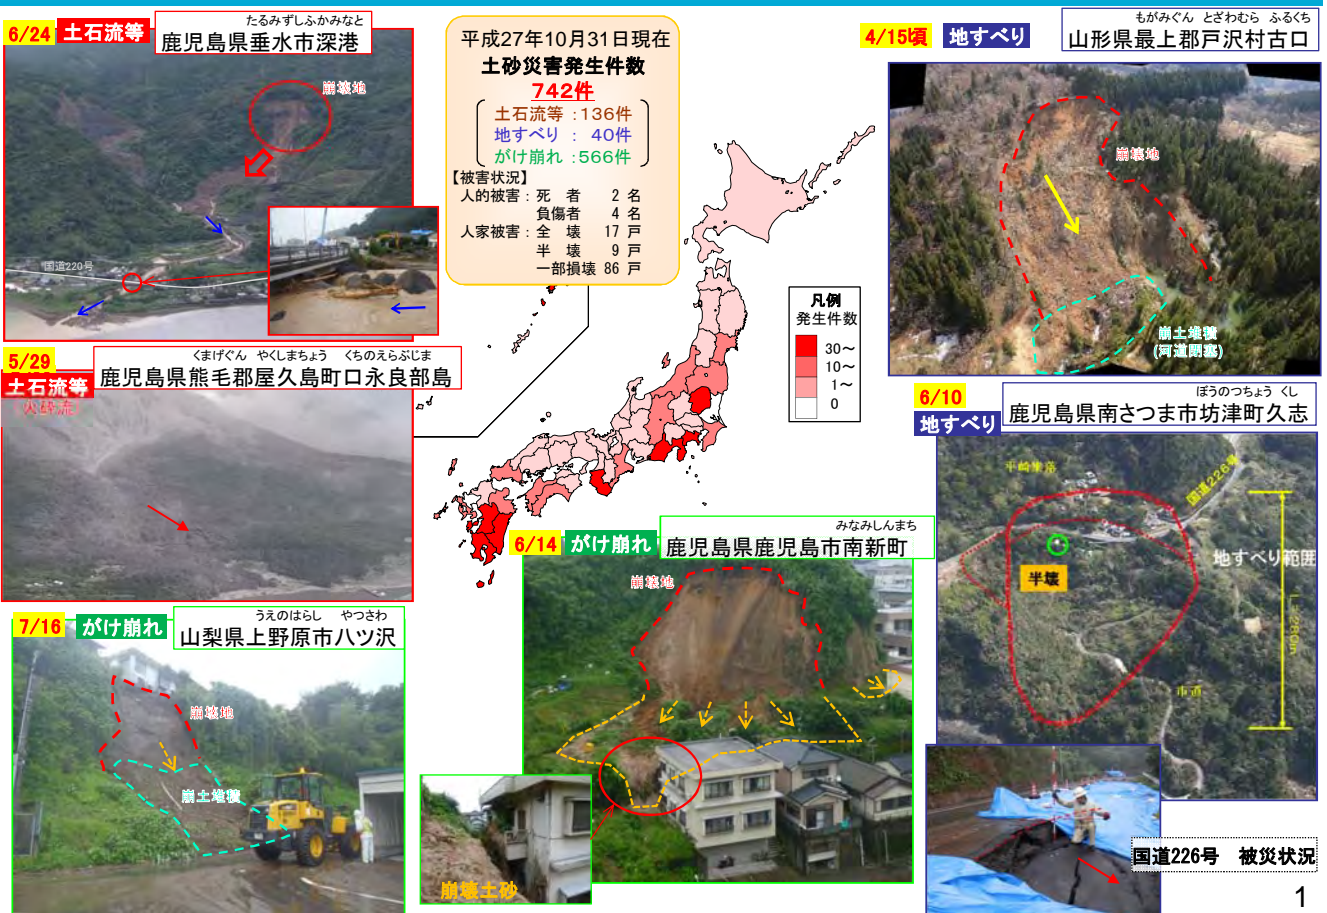 6/24 土石流等
たるみずしふかみなと
鹿児島県垂水市深港
崩壊地
国道220号
平成27年10月31日現在
土砂災害発生件数
742件
土石流等 :136件
地すべり : 40件
がけ崩れ :566件
【被害状況】
人的被害 : 死 者 2 名
負傷者 4 名
人家被害 : 全 壊 17 戸
半 壊 9 戸
一部損壊 86 戸
4/15頃 地すべり
もがみぐん とざわむら ふるくち
山形県最上郡戸沢村古口
崩壊地
崩土堆積
(河道閉塞)
凡例
発生件数
30~
10~
1~
0
5/29
土石流等
くまげぐん やくしまちょう くちのえらぶじま
鹿児島県熊毛郡屋久島町口永良部島
火砕流
6/10
地すべり
ぼうのつちょう くし
鹿児島県南さつま市坊津町久志
平崎集落
国道226号
地すべり範囲
半壊
L=280m
市道
国道226号 被災状況
6/14 がけ崩れ
みなみしんまち
鹿児島県鹿児島市南新町
崩壊地
崩壊土砂
7/16 がけ崩れ
うえのはらし やつさわ
山梨県上野原市八ツ沢
崩壊地
崩土堆積
1